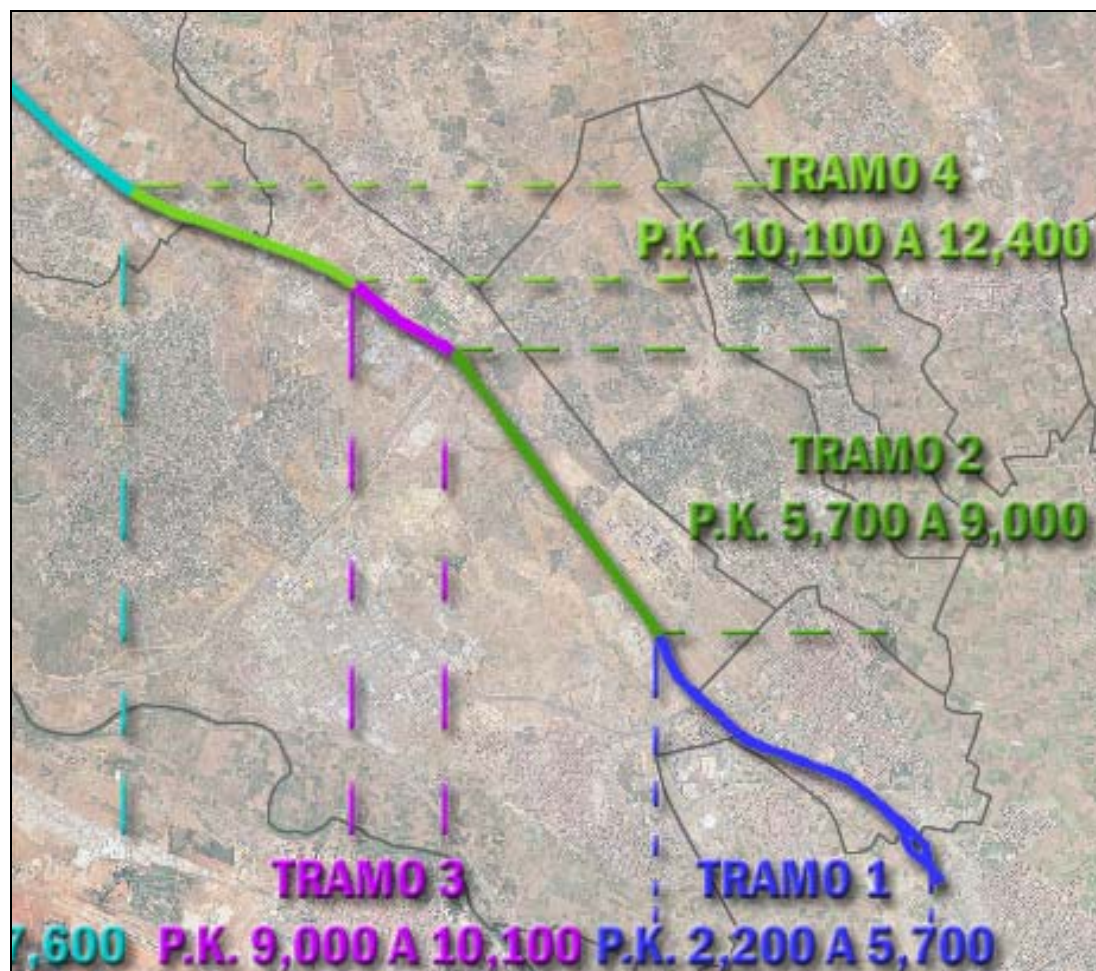 TRAMO 4
P.K. 10,100 A 12,400
TRAMO 2
P.K. 5,700 A 9,000
TRAMO 3
P.K. 9,000 A 10,100
TRAMO 1
P.K. 2,200 A 5,700
7,600